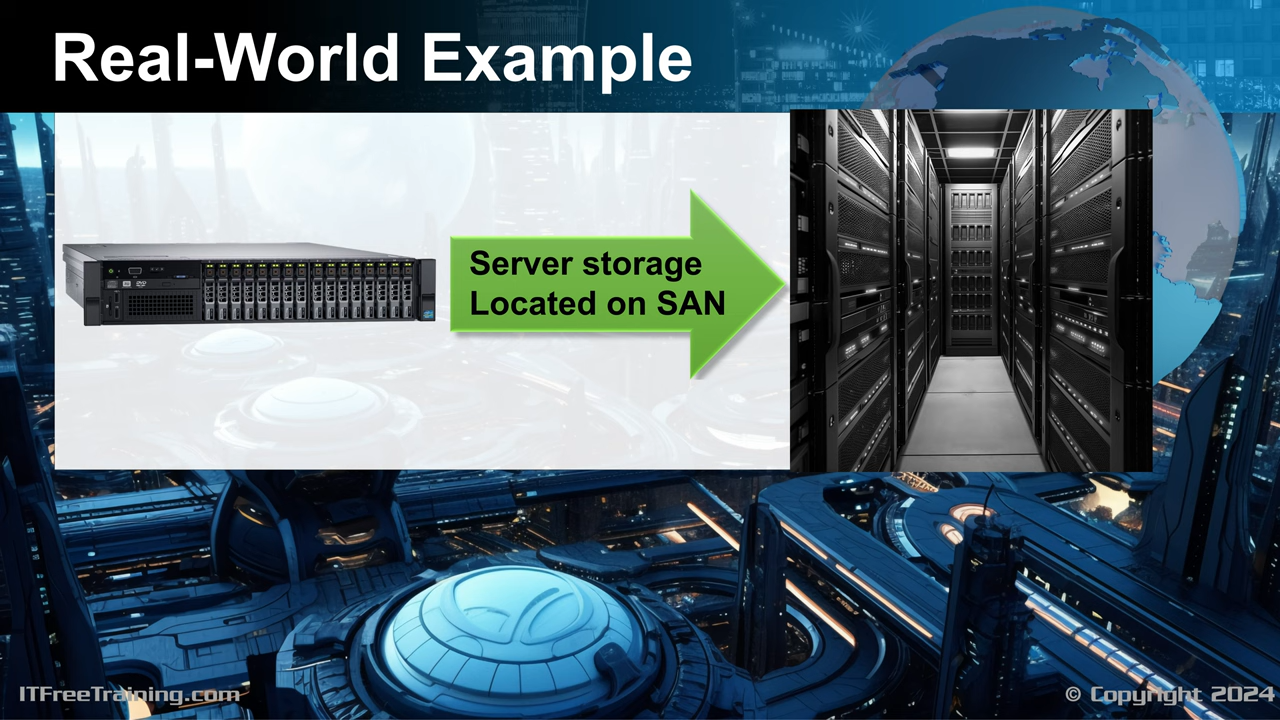 Real-World Example
Server storage
Located on SAN
ITFreeTraining.com
© Copyright 2024